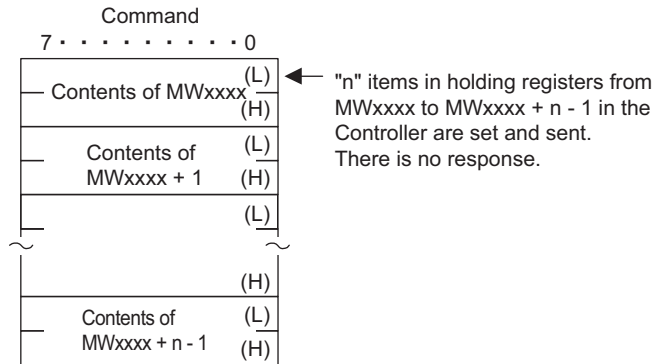 Command
7 · · · · · · · · · 0
(L)
Contents of MWxxxx
(H)
"n" items in holding registers from
MWxxxx to MWxxxx + n - 1 in the
Controller are set and sent.
There is no response.
Contents of
MWxxxx + 1
(L)
(H)
(L)
(H)
Contents of
MWxxxx + n - 1
(L)
(H)